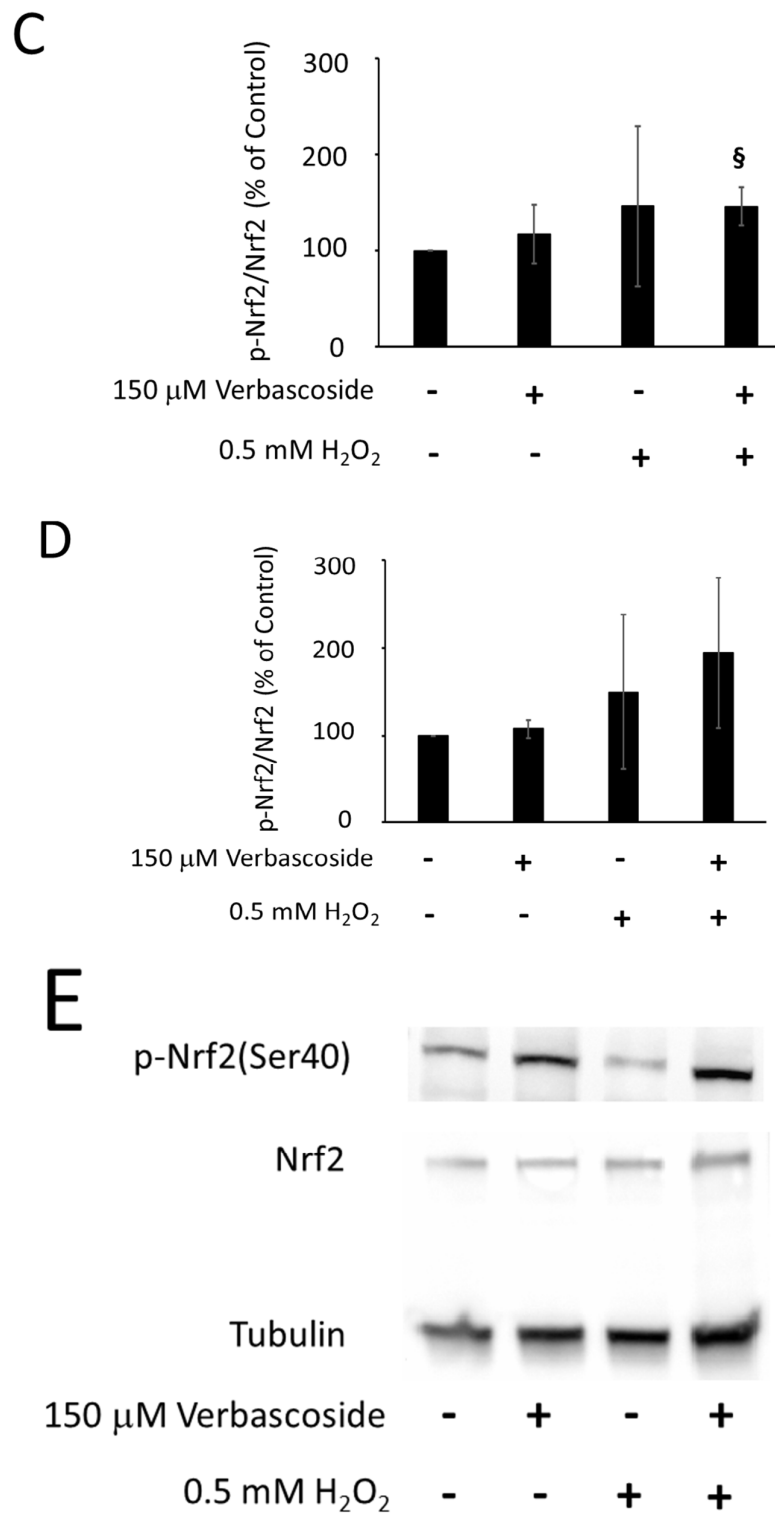 C
p-Nrf2/Nrf2 (% of Control)
300
200
100
0
§
150 μM Verbascoside - + - +
0.5 mM H₂O₂ - - + +
D
p-Nrf2/Nrf2 (% of Control)
300
200
100
0
150 μM Verbascoside - + - +
0.5 mM H₂O₂ - - + +
E
p-Nrf2(Ser40)
Nrf2
Tubulin
150 μM Verbascoside - + - +
0.5 mM H₂O₂ - - + +